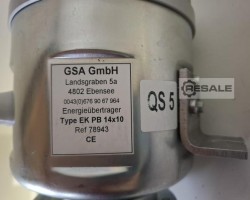 GSA GmbH
Landsgraben 5a
4802 Ebensee
0043(0)676 90 67 964
Energieüberträger
Type EK PB 14x10
Ref 78943
CE
QS 5
RESALE